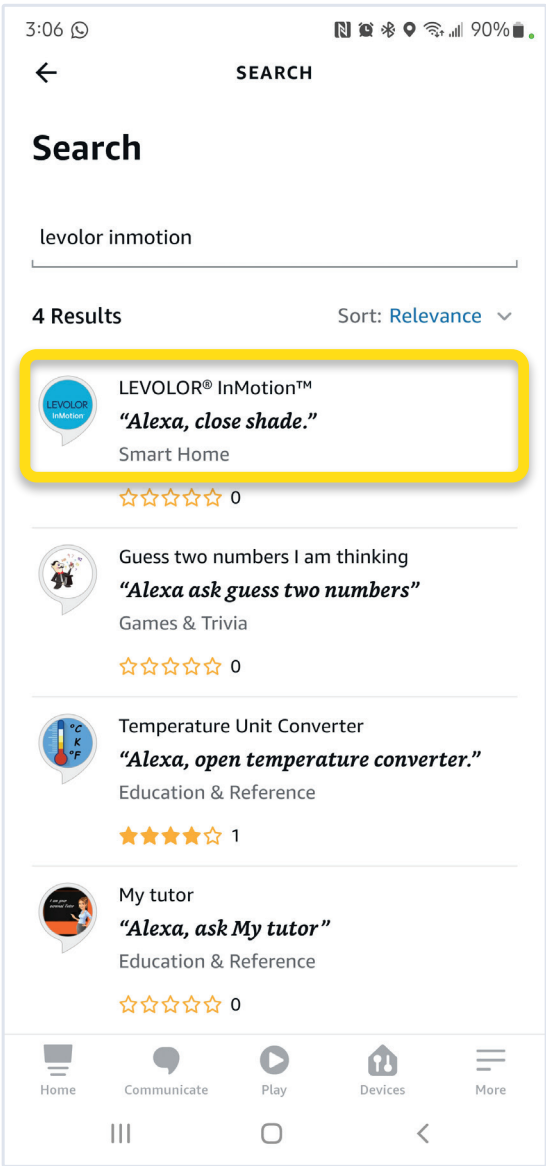 3:06 90%
SEARCH
Search
levolor inmotion
4 Results Sort: Relevance
LEVOLOR InMotion
LEVOLOR® InMotion™
“Alexa, close shade.”
Smart Home
0
Guess two numbers I am thinking
“Alexa ask guess two numbers”
Games & Trivia
0
°C
K
°F
Temperature Unit Converter
“Alexa, open temperature converter.”
Education & Reference
1
My tutor
“Alexa, ask My tutor”
Education & Reference
0
Home Communicate Play Devices More